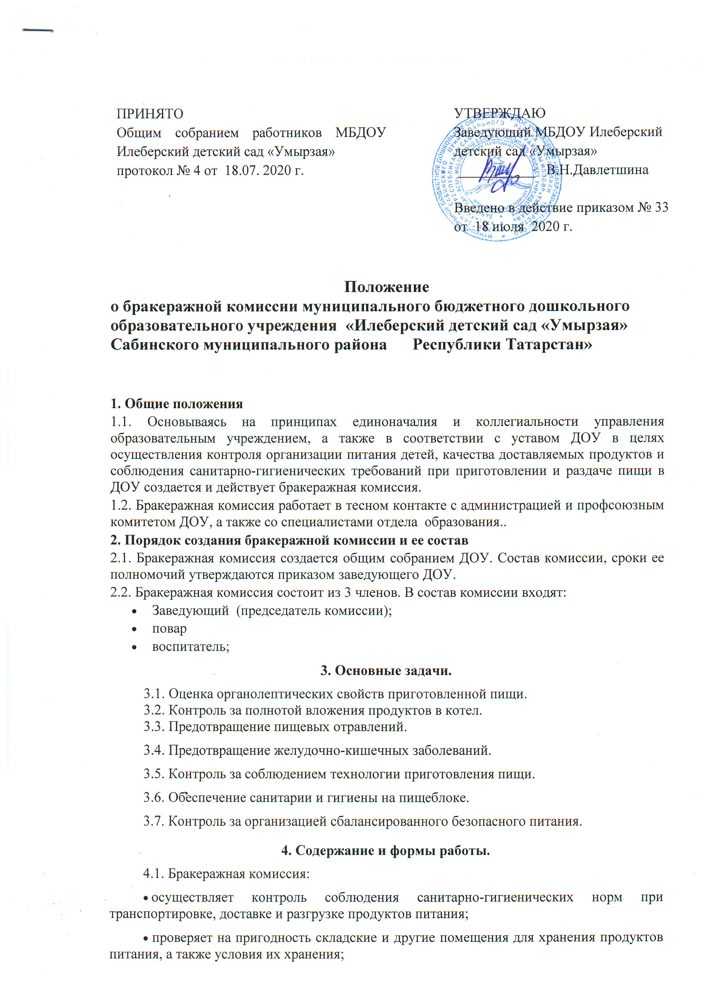 ПРИНЯТО
Общим собранием работников МБДОУ
Илеберский детский сад «Умырзая»
протокол № 4 от 18.07. 2020 г.
УТВЕРЖДАЮ
Заведующий МБДОУ Илеберский
детский сад «Умырзая»
В.Н.Давлетшина
Введено в действие приказом № 33
от 18 июля 2020 г.
Положение
о бракеражной комиссии муниципального бюджетного дошкольного
образовательного учреждения «Илеберский детский сад «Умырзая»
Сабинского муниципального района Республики Татарстан»
1. Общие положения
1.1. Основываясь на принципах единоначалия и коллегиальности управления
образовательным учреждением, а также в соответствии с уставом ДОУ в целях
осуществления контроля организации питания детей, качества доставляемых продуктов и
соблюдения санитарно-гигиенических требований при приготовлении и раздаче пищи в
ДОУ создается и действует бракеражная комиссия.
1.2. Бракеражная комиссия работает в тесном контакте с администрацией и профсоюзным
комитетом ДОУ, а также со специалистами отдела образования..
2. Порядок создания бракеражной комиссии и ее состав
2.1. Бракеражная комиссия создается общим собранием ДОУ. Состав комиссии, сроки ее
полномочий утверждаются приказом заведующего ДОУ.
2.2. Бракеражная комиссия состоит из 3 членов. В состав комиссии входят:
• Заведующий (председатель комиссии);
• повар
• воспитатель;
3. Основные задачи.
3.1. Оценка органолептических свойств приготовленной пищи.
3.2. Контроль за полнотой вложения продуктов в котел.
3.3. Предотвращение пищевых отравлений.
3.4. Предотвращение желудочно-кишечных заболеваний.
3.5. Контроль за соблюдением технологии приготовления пищи.
3.6. Обеспечение санитарии и гигиены на пищеблоке.
3.7. Контроль за организацией сбалансированного безопасного питания.
4. Содержание и формы работы.
4.1. Бракеражная комиссия:
• осуществляет контроль соблюдения санитарно-гигиенических норм при
транспортировке, доставке и разгрузке продуктов питания;
• проверяет на пригодность складские и другие помещения для хранения продуктов
питания, а также условия их хранения;